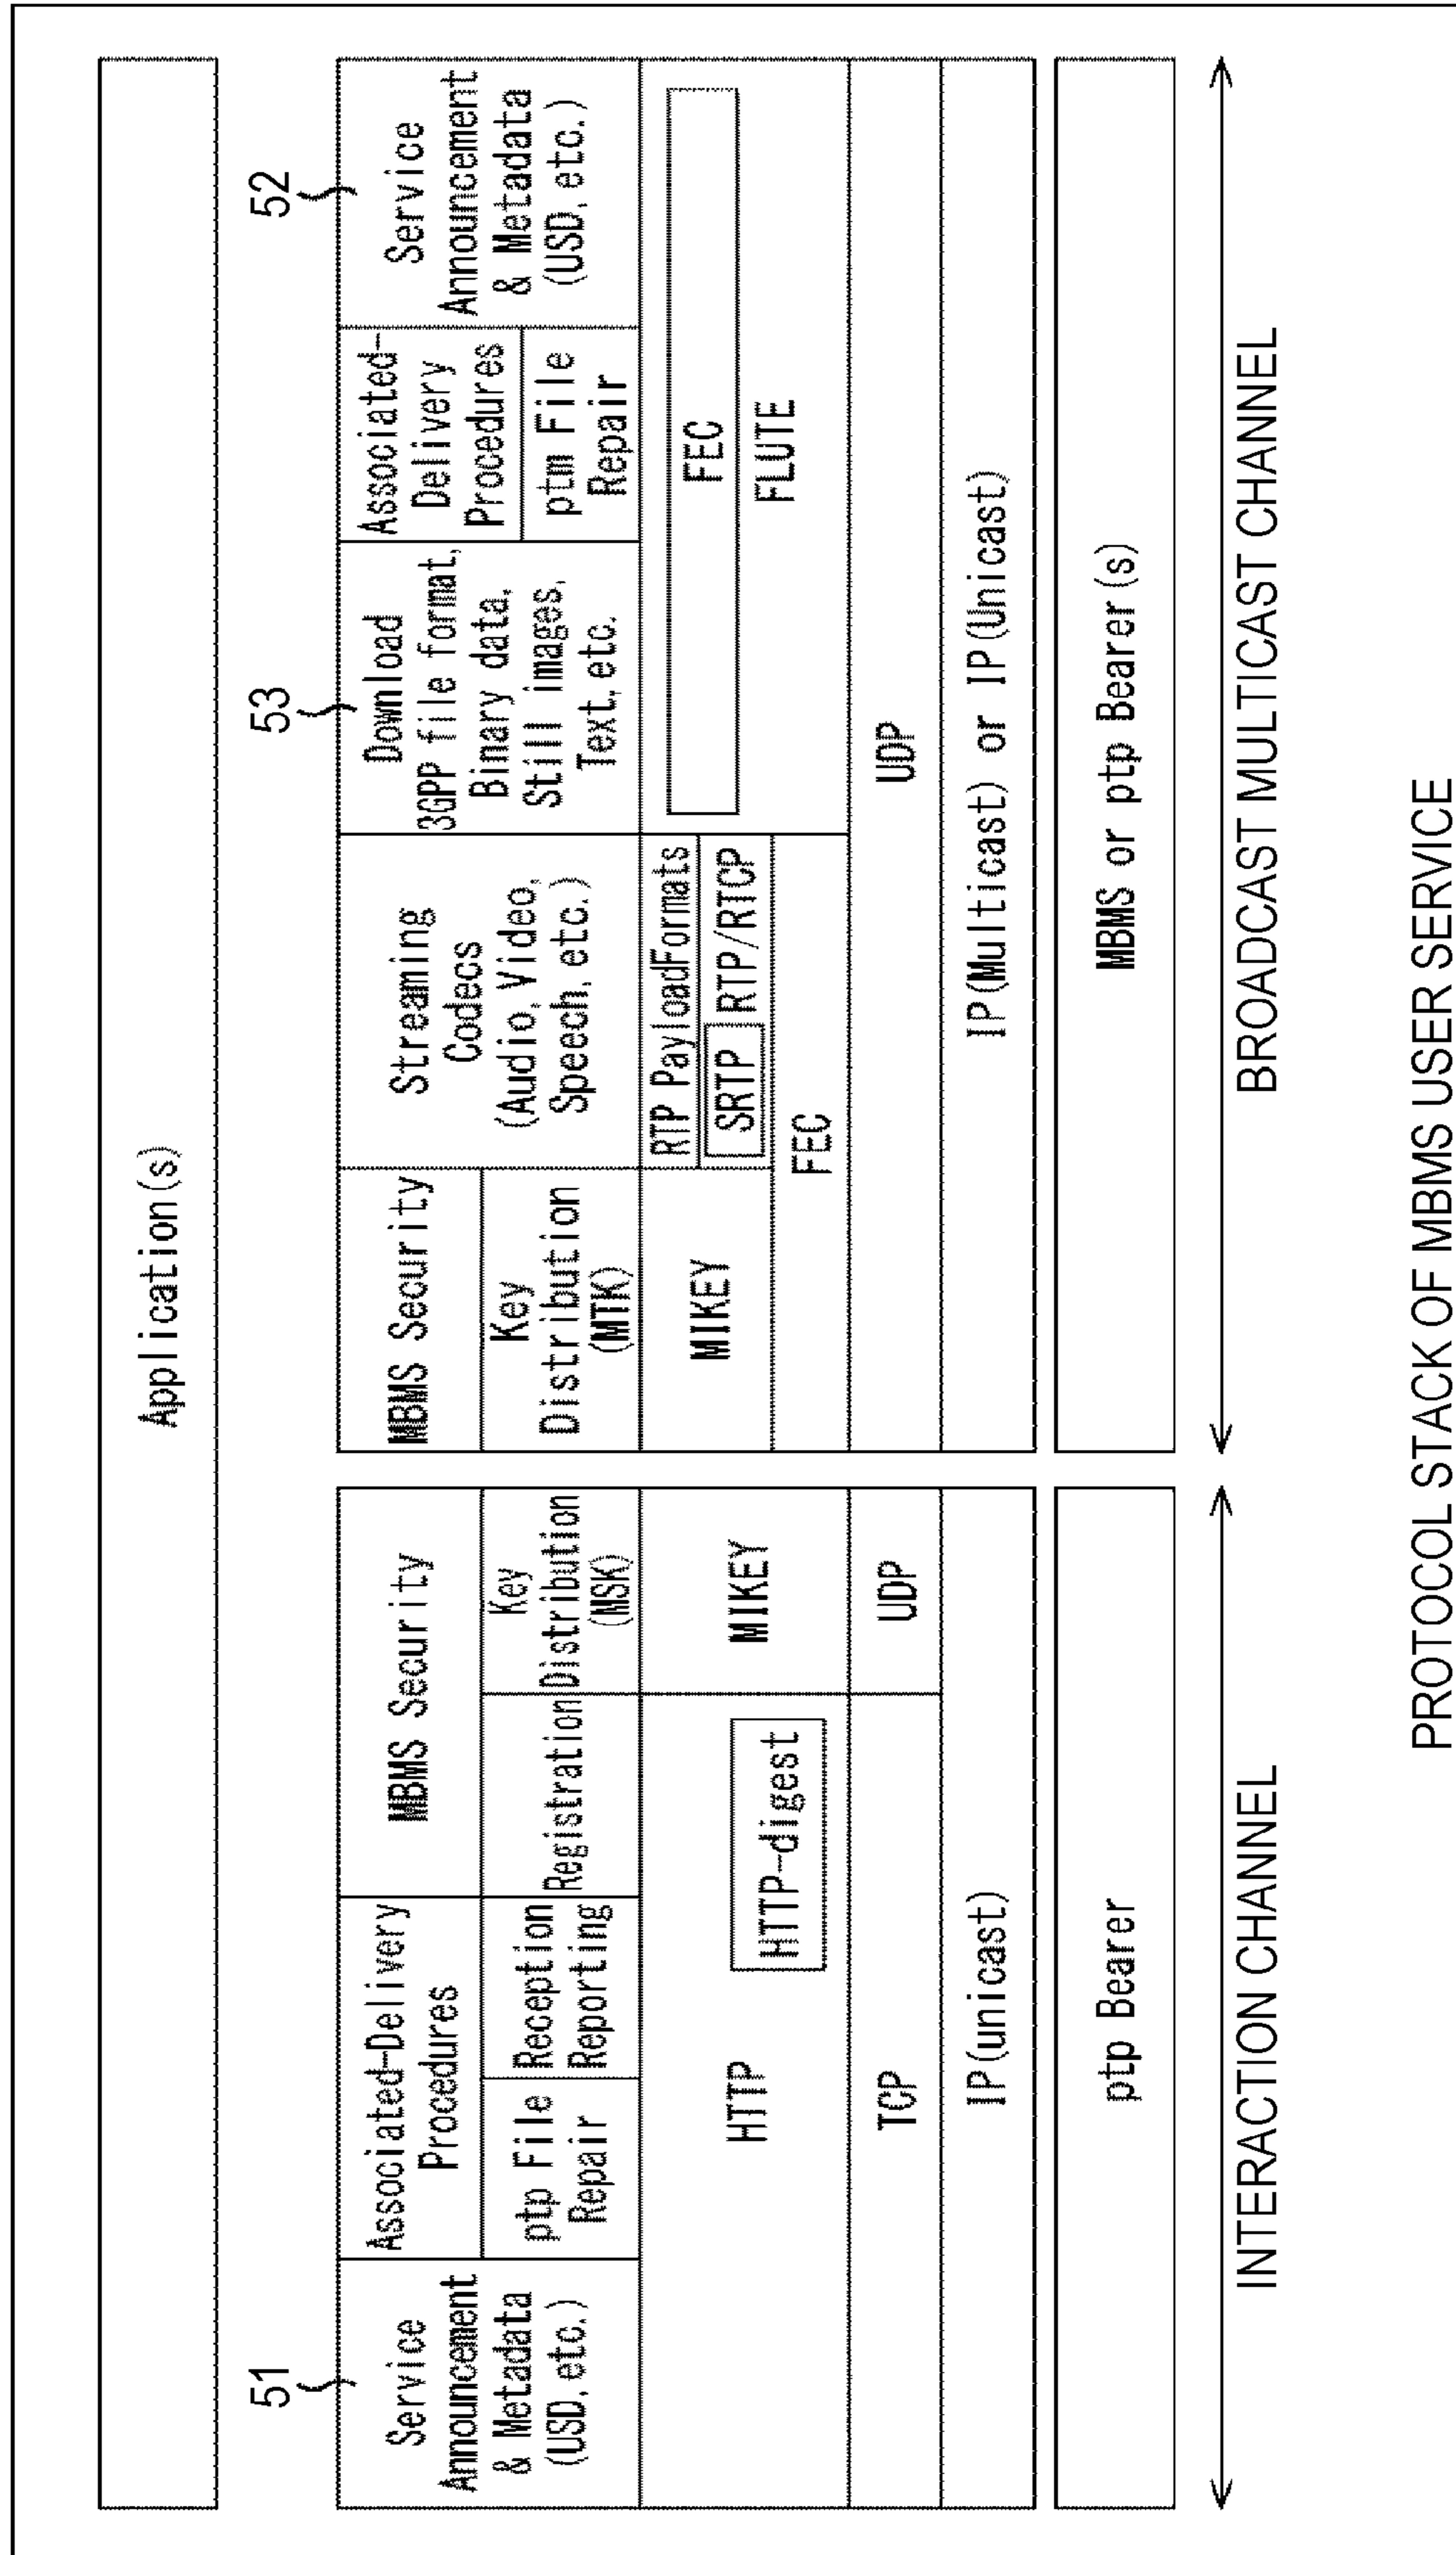 Application(s)
51
Service
Announcement
& Metadata
(USD, etc.)
Associated-Delivery
Procedures
ptp File
Repair
Reception
Reporting
MBMS Security
Registration
Key
Distribution
(MSK)
HTTP
HTTP-digest
MIKEY
TCP
UDP
IP(unicast)
ptp Bearer
INTERACTION CHANNEL
MBMS Security
Key
Distribution
(MTK)
Streaming
Codecs
(Audio, Video,
Speech, etc.)
53
Download
3GPP file format,
Binary data,
Still images,
Text, etc.
Associated-
Delivery
Procedures
ptm File
Repair
52
Service
Announcement
& Metadata
(USD, etc.)
MIKEY
RTP PayloadFormats
SRTP RTP/RTCP
FEC
FEC
FLUTE
UDP
IP(Multicast) or IP(Unicast)
MBMS or ptp Bearer(s)
BROADCAST MULTICAST CHANNEL
PROTOCOL STACK OF MBMS USER SERVICE